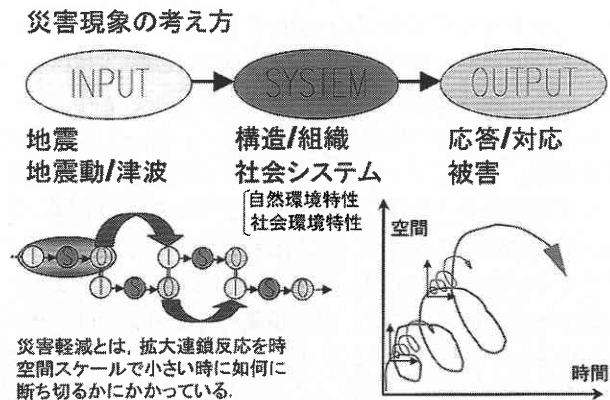 災害現象の考え方
INPUT
SYSTEM
OUTPUT
地震
地震動/津波
構造/組織
社会システム
自然環境特性
社会環境特性
応答/対応
被害
I S O I S O
I S O I S O
災害軽減とは, 拡大連鎖反応を時
空間スケールで小さい時に如何に
断ち切るかにかかっている.
空間
時間